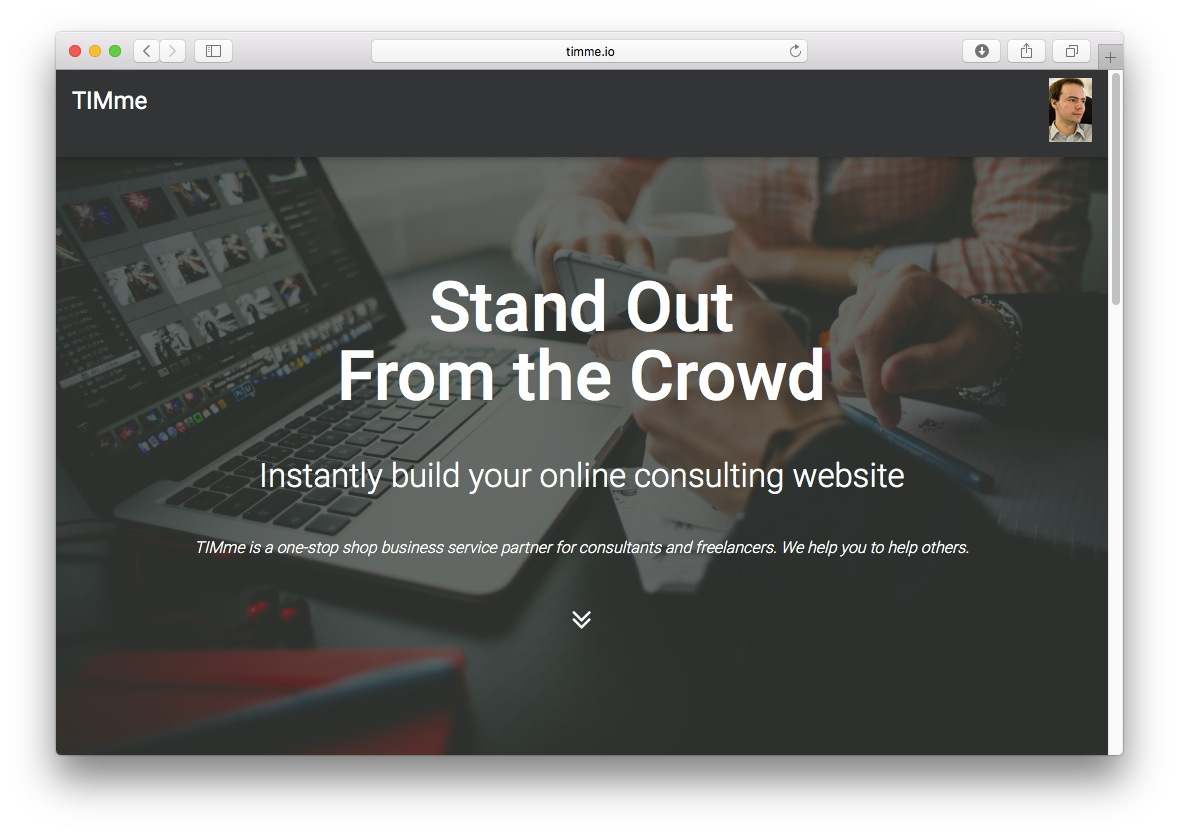 timme.io
TIMme
Stand Out
From the Crowd
Instantly build your online consulting website
TIMme is a one-stop shop business service partner for consultants and freelancers. We help you to help others.